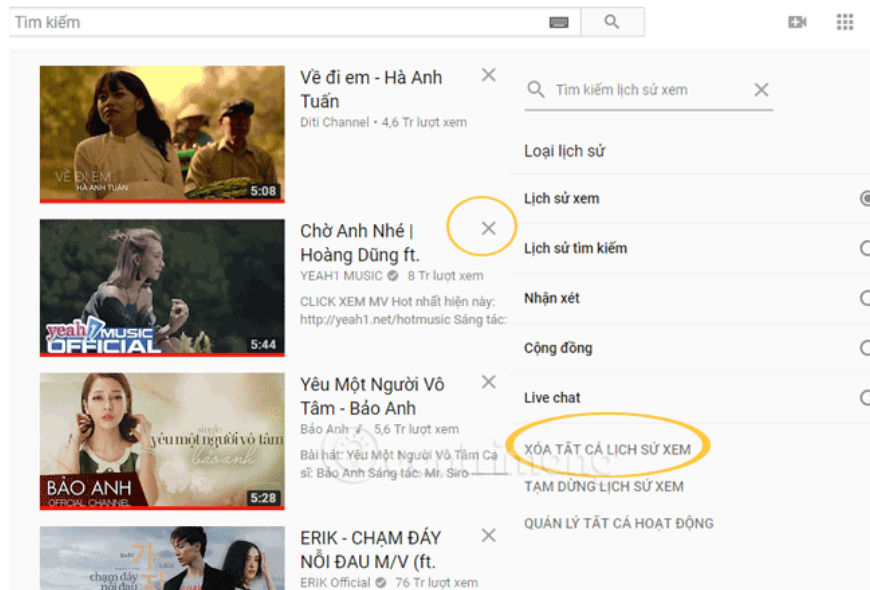 Tìm kiếm
VỀ ĐI EM
HÀ ANH TUẤN
5:08
Về đi em - Hà Anh
Tuấn
Diti Channel • 4,6 Tr lượt xem
yeah1 MUSIC
OFFICIAL
5:44
Chờ Anh Nhé |
Hoàng Dũng ft.
YEAH1 MUSIC 8 Tr lượt xem
CLICK XEM MV Hot nhất hiện này:
http://yeah1.net/hotmusic Sáng tác:
single
yêu một người vô tâm
bảo anh
BẢO ANH
OFFICIAL CHANNEL
5:28
Yêu Một Người Vô
Tâm - Bảo Anh
Bảo Anh ♪ 5,6 Tr lượt xem
Bài hát: Yêu Một Người Vô Tâm Ca
sĩ: Bảo Anh Sáng tác: Mr. Siro
chạm đáy
nỗi đau
ERIK - CHẠM ĐÁY
NỖI ĐAU M/V (ft.
ERIK Official 76 Tr lượt xem
Tìm kiếm lịch sử xem
Loại lịch sử
Lịch sử xem
Lịch sử tìm kiếm
Nhận xét
Cộng đồng
Live chat
XÓA TẤT CẢ LỊCH SỬ XEM
TẠM DỪNG LỊCH SỬ XEM
QUẢN LÝ TẤT CẢ HOẠT ĐỘNG